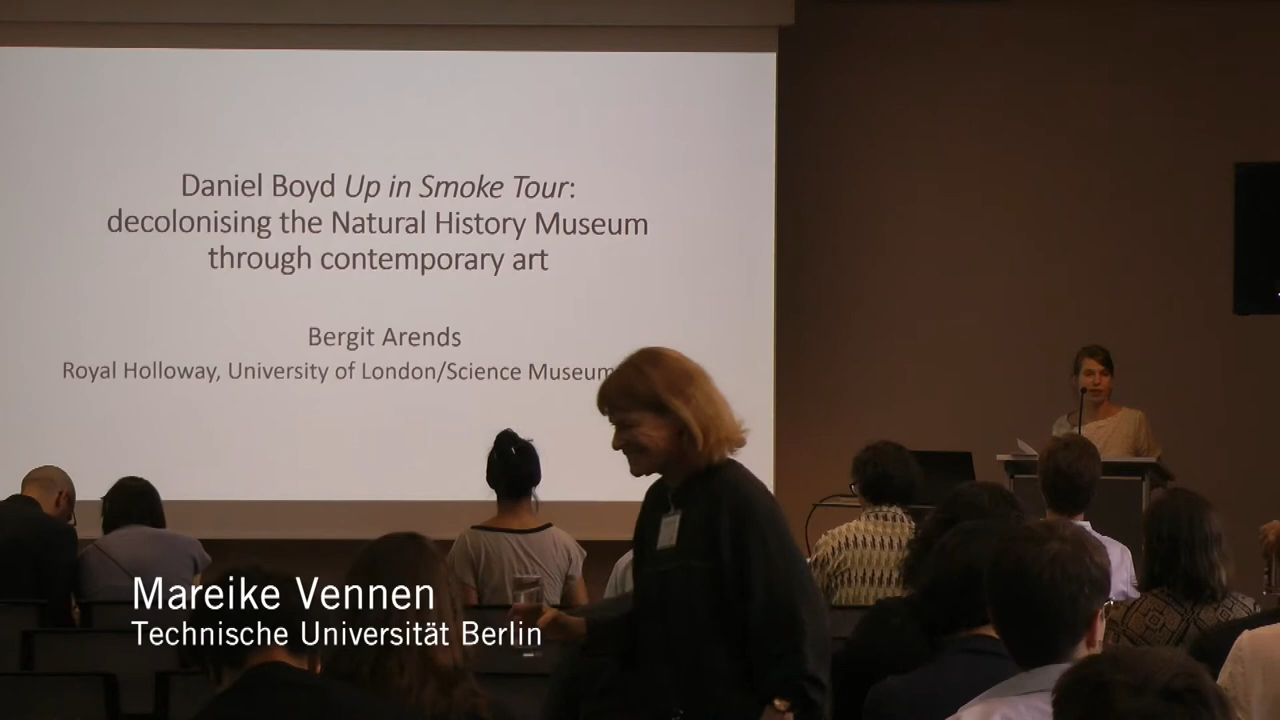 Daniel Boyd Up in Smoke Tour:
decolonising the Natural History Museum
through contemporary art
Bergit Arends
Royal Holloway, University of London/Science Museum
Mareike Vennen
Technische Universität Berlin